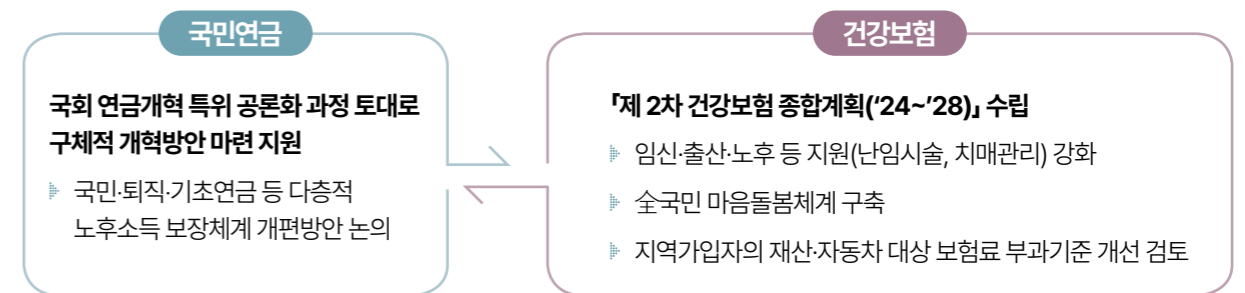 국민연금
국회 연금개혁 특위 공론화 과정 토대로
구체적 개혁방안 마련 지원
국민·퇴직·기초연금 등 다층적
노후소득 보장체계 개편방안 논의
건강보험
「제 2차 건강보험 종합계획(‘24~’28)」 수립
임신·출산·노후 등 지원(난임시술, 치매관리) 강화
全국민 마음돌봄체계 구축
지역가입자의 재산·자동차 대상 보험료 부과기준 개선 검토